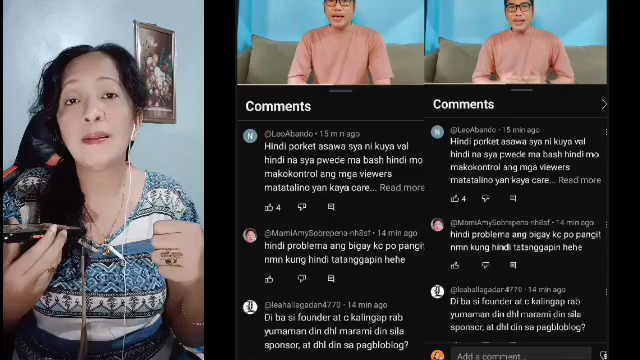 Comments
@LeoAbando • 15 min ago
Hindi porket asawa sya ni kuya val
hindi na sya pwede ma bash hindi mo
makokontrol ang mga viewers
matatalino yan kaya care... Read more
4
@MamiAmySobrepena-nh8sf • 14 min ago
hindi problema ang bigay kc po pangit
nmn kung hindi tatanggapin hehe
@leahallagadan4770 • 14 min ago
Di ba si founder at c kalingap rab
yumaman din dhl marami din sila
sponsor, at dhl din sa pagbloblog?
Comments
@LeoAbando • 15 min ago
Hindi porket asawa sya ni kuya val
hindi na sya pwede ma bash hindi mo
makokontrol ang mga viewers
matatalino yan kaya care... Read more
4
@MamiAmySobrepena-nh8sf • 14 min ago
hindi problema ang bigay kc po pangit
nmn kung hindi tatanggapin hehe
@leahallagadan4770 • 14 min ago
Di ba si founder at c kalingap rab
yumaman din dhl marami din sila
sponsor, at dhl din sa pagbloblog?
Add a comment...